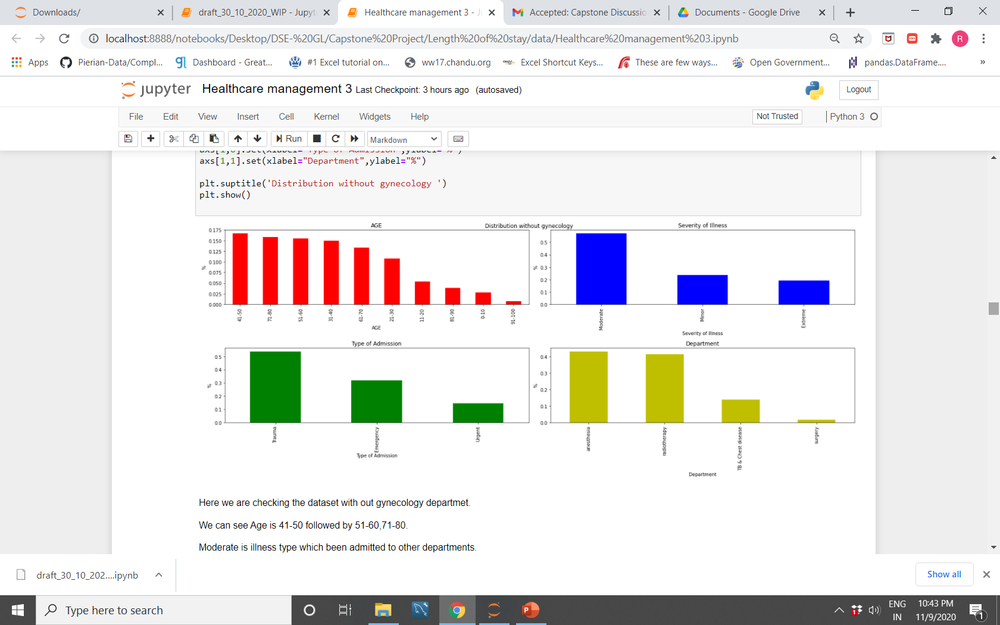 Downloads/
draft_30_10_2020_WIP - Jupyt
Healthcare management 3 - J
Accepted: Capstone Discussio
Documents - Google Drive
localhost:8888/notebooks/Desktop/DSE-%20GL/Capstone%20Project/Length%20of%20stay/data/Healthcare%20management%203.ipynb
R
Apps
Pierian-Data/Compl...
Dashboard - Great...
#1 Excel tutorial on...
ww17.chandu.org
Excel Shortcut Keys...
These are few ways...
Open Government...
pandas.DataFrame....
»
jupyter Healthcare management 3 Last Checkpoint: 3 hours ago (autosaved)
Logout
File Edit View Insert Cell Kernel Widgets Help
Not Trusted
Python 3
Run
Markdown
axs[1,0].set(xlabel="Type of Admission",ylabel="%")
axs[1,1].set(xlabel="Department",ylabel="%")
plt.suptitle('Distribution without gynecology ')
plt.show()
Distribution without gynecology
AGE
0.175
0.150
0.125
0.100
0.075
0.050
0.025
0.000
%
41-50
71-80
51-60
31-40
61-70
21-30
11-20
81-90
0-10
91-100
AGE
Severity of Illness
0.5
0.4
0.3
0.2
0.1
0.0
%
Moderate
Minor
Extreme
Severity of Illness
Type of Admission
0.5
0.4
0.3
0.2
0.1
0.0
%
Trauma
Emergency
Urgent
Type of Admission
Department
0.4
0.3
0.2
0.1
0.0
%
anesthesia
radiotherapy
TB & Chest disease
surgery
Department
Here we are checking the dataset with out gynecology departmet.
We can see Age is 41-50 followed by 51-60,71-80.
Moderate is illness type which been admitted to other departments.
draft_30_10_202....ipynb
Show all
Type here to search
ENG
IN
10:43 PM
11/9/2020
1